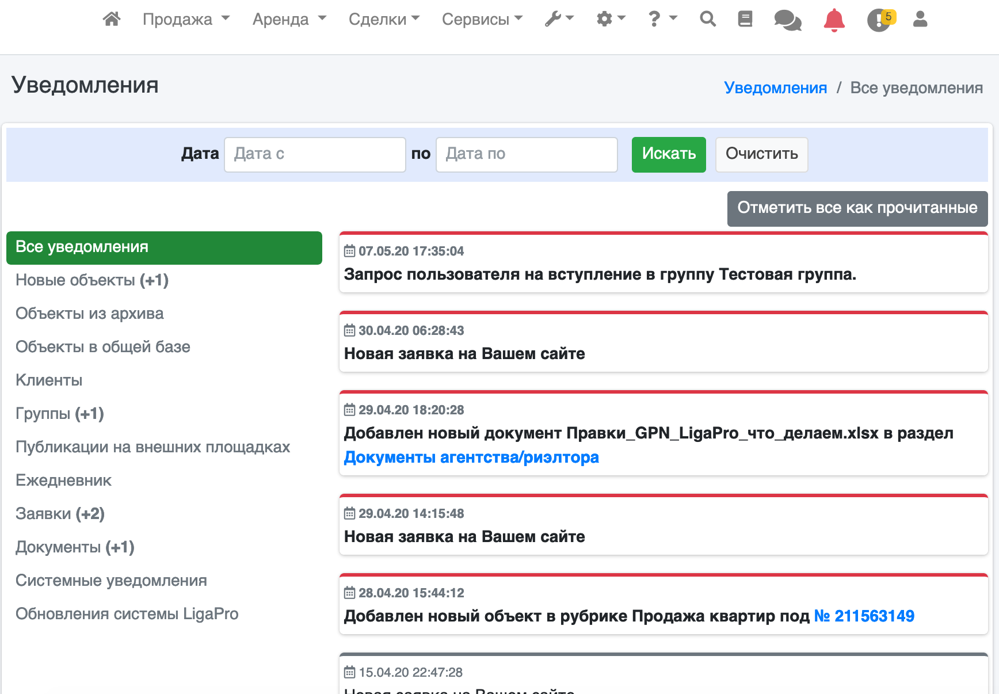 Продажа Аренда Сделки Сервисы 5
Уведомления
Уведомления / Все уведомления
Дата Дата с по Дата по Искать Очистить
Отметить все как прочитанные
Все уведомления
Новые объекты (+1)
Объекты из архива
Объекты в общей базе
Клиенты
Группы (+1)
Публикации на внешних площадках
Ежедневник
Заявки (+2)
Документы (+1)
Системные уведомления
Обновления системы LigaPro
07.05.20 17:35:04
Запрос пользователя на вступление в группу Тестовая группа.
30.04.20 06:28:43
Новая заявка на Вашем сайте
29.04.20 18:20:28
Добавлен новый документ Правки_GPN_LigaPro_что_делаем.xlsx в раздел
Документы агентства/риэлтора
29.04.20 14:15:48
Новая заявка на Вашем сайте
28.04.20 15:44:12
Добавлен новый объект в рубрике Продажа квартир под № 211563149
15.04.20 22:47:28
Новая заявка на Вашем сайте